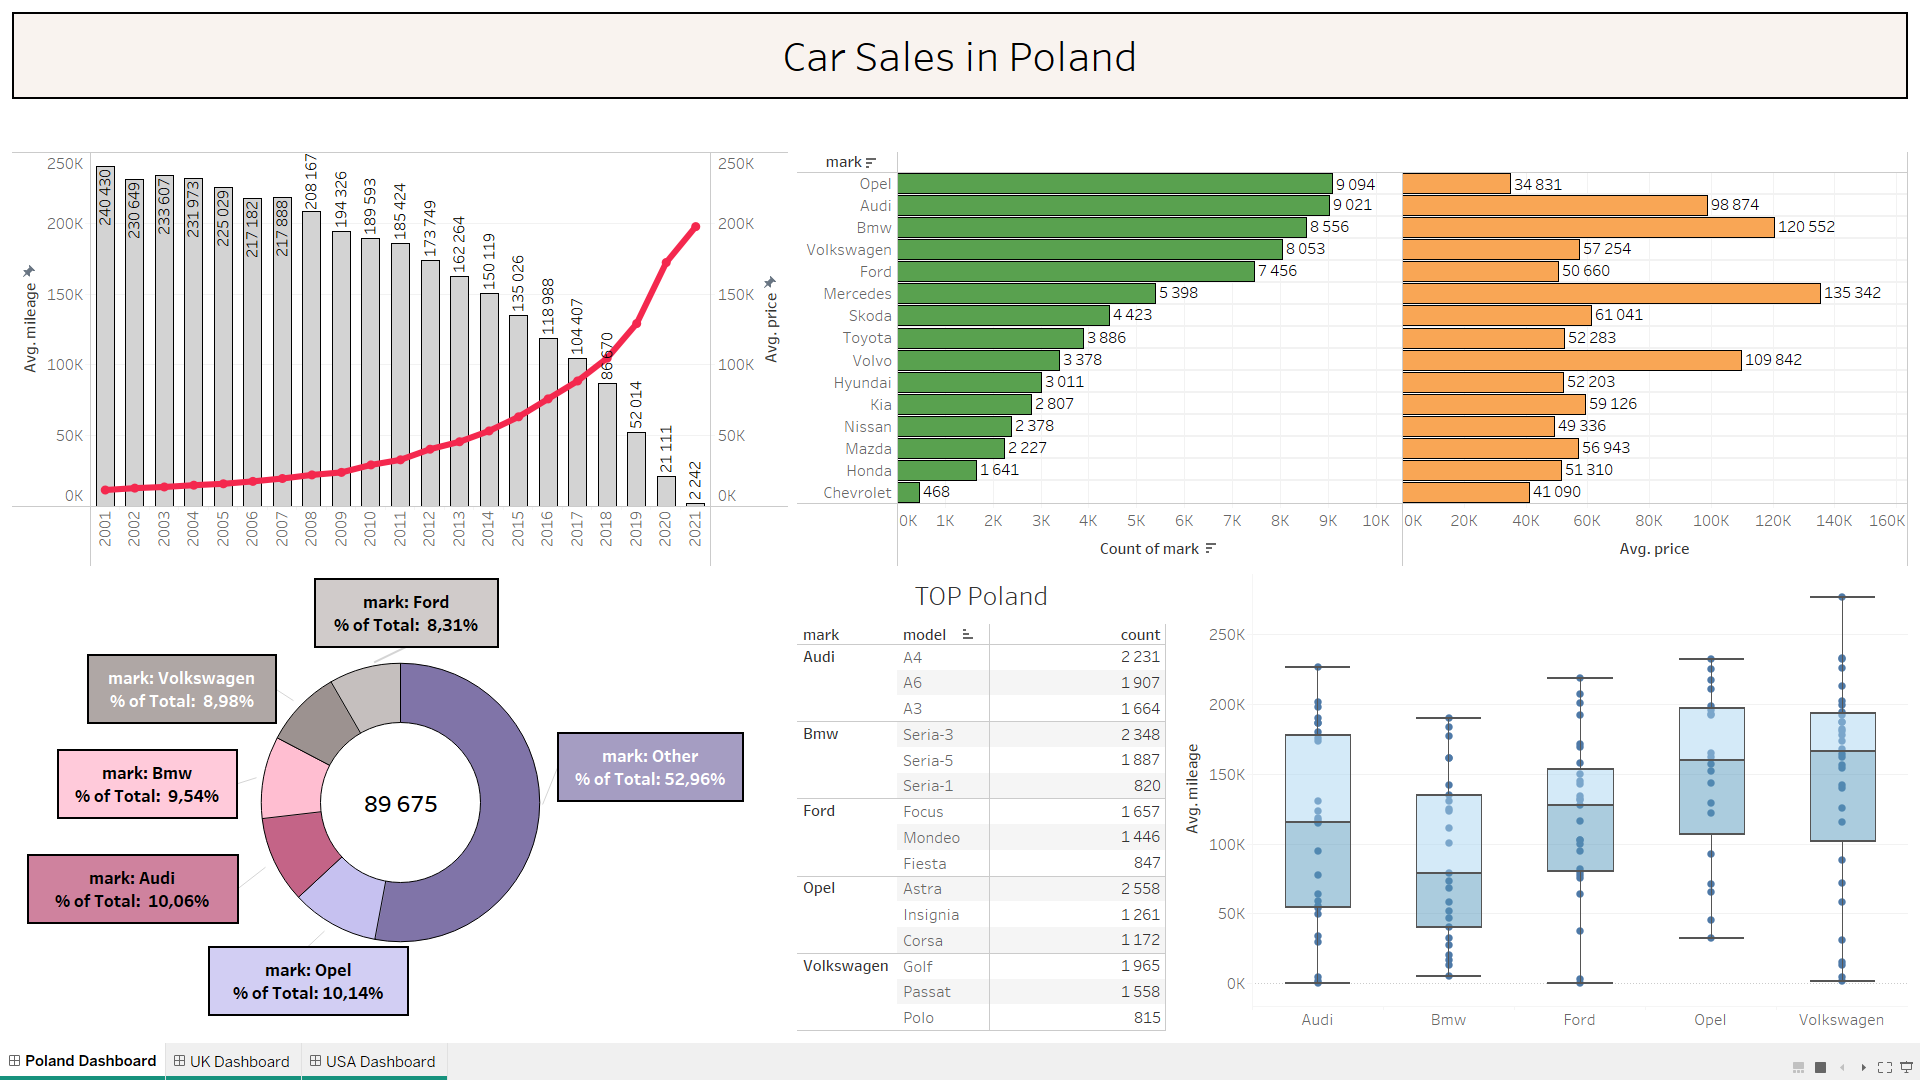 Car Sales in Poland
250K
200K
150K
100K
50K
0K
Avg. mileage
240 430
230 649
233 607
231 973
225 029
217 182
217 888
208 167
194 326
189 593
185 424
173 749
162 264
150 119
135 026
118 988
104 407
86 670
52 014
21 111
2 242
250K
200K
150K
100K
50K
0K
Avg. price
2001 2002 2003 2004 2005 2006 2007 2008 2009 2010 2011 2012 2013 2014 2015 2016 2017 2018 2019 2020 2021
mark
Opel 9 094 34 831
Audi 9 021 98 874
Bmw 8 556 120 552
Volkswagen 8 053 57 254
Ford 7 456 50 660
Mercedes 5 398 135 342
Skoda 4 423 61 041
Toyota 3 886 52 283
Volvo 3 378 109 842
Hyundai 3 011 52 203
Kia 2 807 59 126
Nissan 2 378 49 336
Mazda 2 227 56 943
Honda 1 641 51 310
Chevrolet 468 41 090
0K 1K 2K 3K 4K 5K 6K 7K 8K 9K 10K 0K 20K 40K 60K 80K 100K 120K 140K 160K
Count of mark Avg. price
mark: Ford
% of Total: 8,31%
mark: Volkswagen
% of Total: 8,98%
mark: Other
% of Total: 52,96%
mark: Bmw
% of Total: 9,54%
89 675
mark: Audi
% of Total: 10,06%
mark: Opel
% of Total: 10,14%
TOP Poland
mark model count
Audi A4 2 231
A6 1 907
A3 1 664
Bmw Seria-3 2 348
Seria-5 1 887
Seria-1 820
Ford Focus 1 657
Mondeo 1 446
Fiesta 847
Opel Astra 2 558
Insignia 1 261
Corsa 1 172
Volkswagen Golf 1 965
Passat 1 558
Polo 815
250K
200K
150K
100K
50K
0K
Avg. mileage
Audi Bmw Ford Opel Volkswagen
Poland Dashboard UK Dashboard USA Dashboard